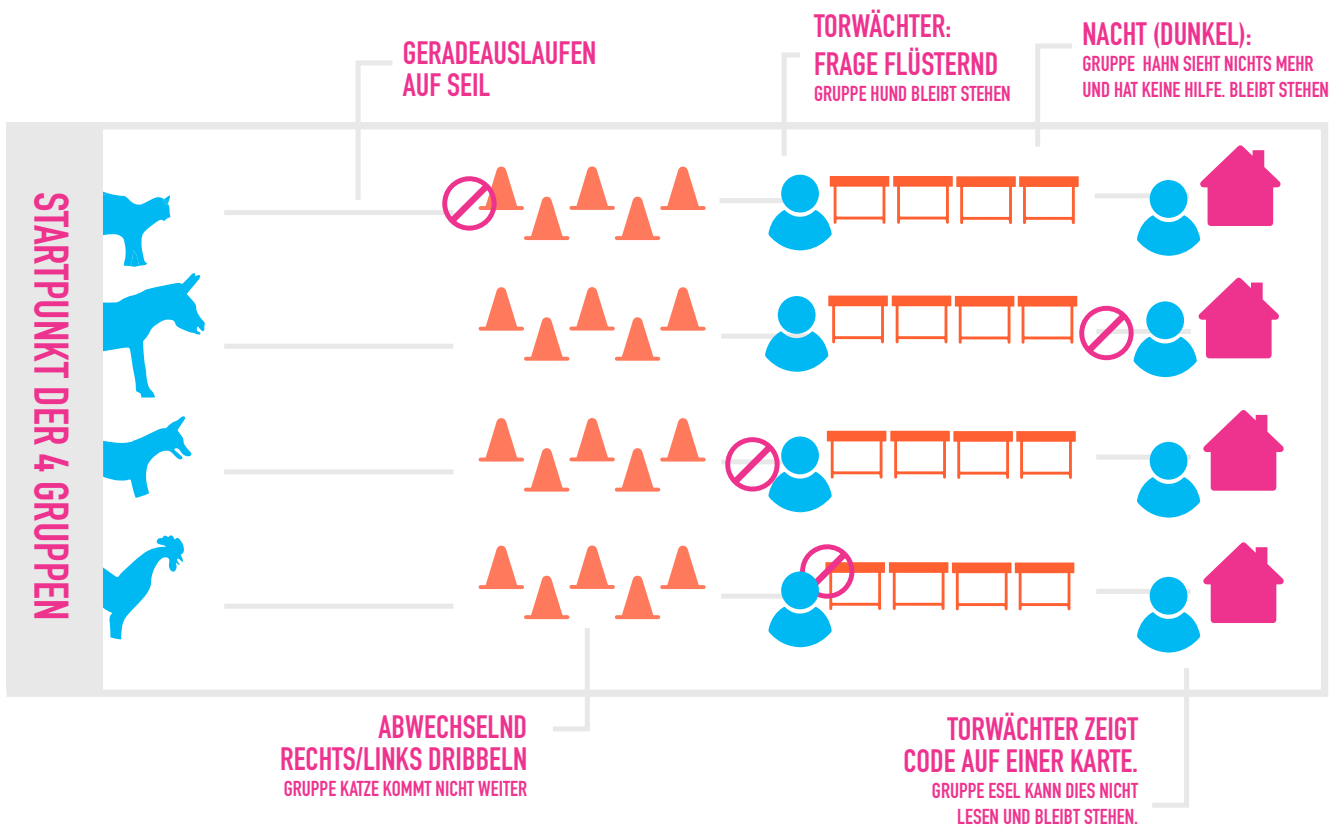 GERADEAUSLAUFEN
AUF SEIL
TORWÄCHTER:
FRAGE FLÜSTERND
GRUPPE HUND BLEIBT STEHEN
NACHT (DUNKEL):
GRUPPE HAHN SIEHT NICHTS MEHR
UND HAT KEINE HILFE. BLEIBT STEHEN
STARTPUNKT DER 4 GRUPPEN
ABWECHSELND
RECHTS/LINKS DRIBBELN
GRUPPE KATZE KOMMT NICHT WEITER
TORWÄCHTER ZEIGT
CODE AUF EINER KARTE.
GRUPPE ESEL KANN DIES NICHT
LESEN UND BLEIBT STEHEN.